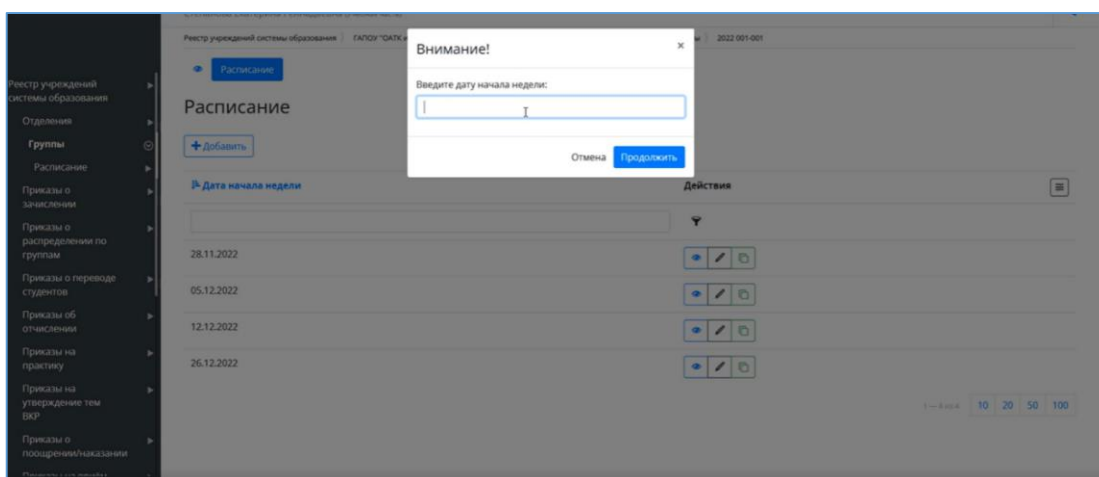 Реестр учреждений системы образования
ГАПОУ "ОАТК и
2022 001-001
Расписание
Реестр учреждений
системы образования
Отделения
Группы
Расписание
Приказы о
зачислении
Приказы о
распределении по
группам
Приказы о переводе
студентов
Приказы об
отчислении
Приказы на
практику
Приказы на
утверждение тем
ВКР
Приказы о
поощрении/наказании
Внимание!
×
Введите дату начала недели:
Отмена
Продолжить
Расписание
Добавить
Дата начала недели
Действия
28.11.2022
05.12.2022
12.12.2022
26.12.2022
10 20 50 100